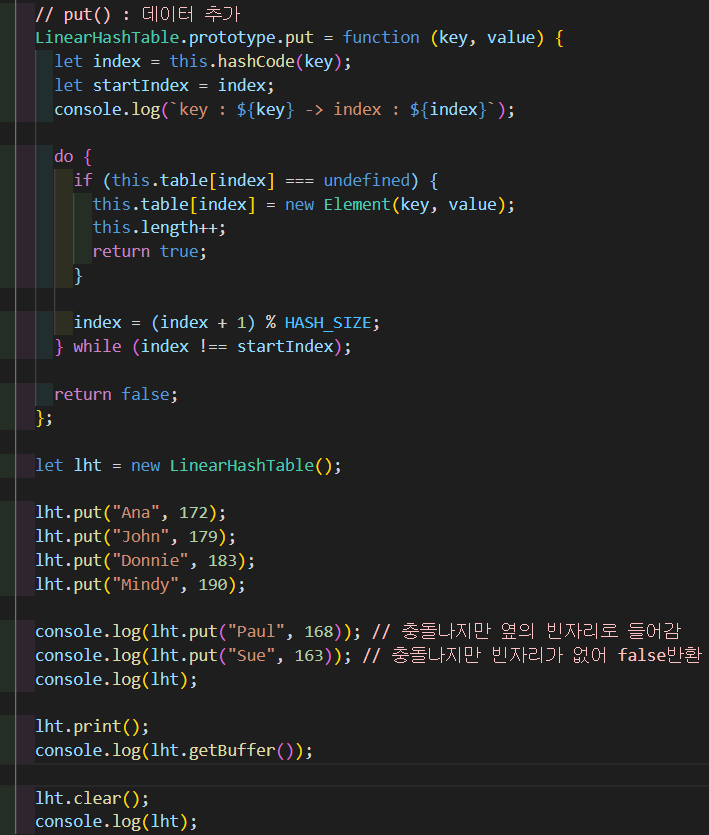 // put() : 데이터 추가
LinearHashTable.prototype.put = function (key, value) {
  let index = this.hashCode(key);
  let startIndex = index;
  console.log(`key : ${key} -> index : ${index}`);
  do {
    if (this.table[index] === undefined) {
      this.table[index] = new Element(key, value);
      this.length++;
      return true;
    }
    index = (index + 1) % HASH_SIZE;
  } while (index !== startIndex);
  return false;
};
let lht = new LinearHashTable();
lht.put("Ana", 172);
lht.put("John", 179);
lht.put("Donnie", 183);
lht.put("Mindy", 190);
console.log(lht.put("Paul", 168)); // 충돌나지만 옆의 빈자리로 들어감
console.log(lht.put("Sue", 163)); // 충돌나지만 빈자리가 없어 false반환
console.log(lht);
lht.print();
console.log(lht.getBuffer());
lht.clear();
console.log(lht);